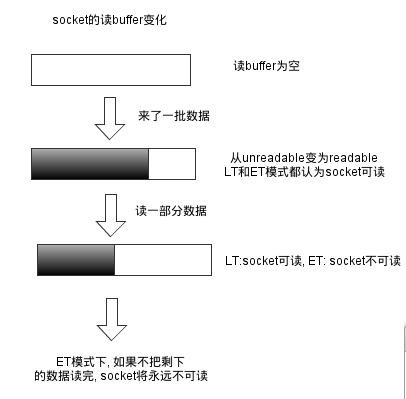 socket的读buffer变化
读buffer为空
来了一批数据
从unreadable变为readable
LT和ET模式都认为socket可读
读一部分数据
LT:socket可读, ET: socket不可读
ET模式下, 如果不把剩下
的数据读完, socket将永远不可读